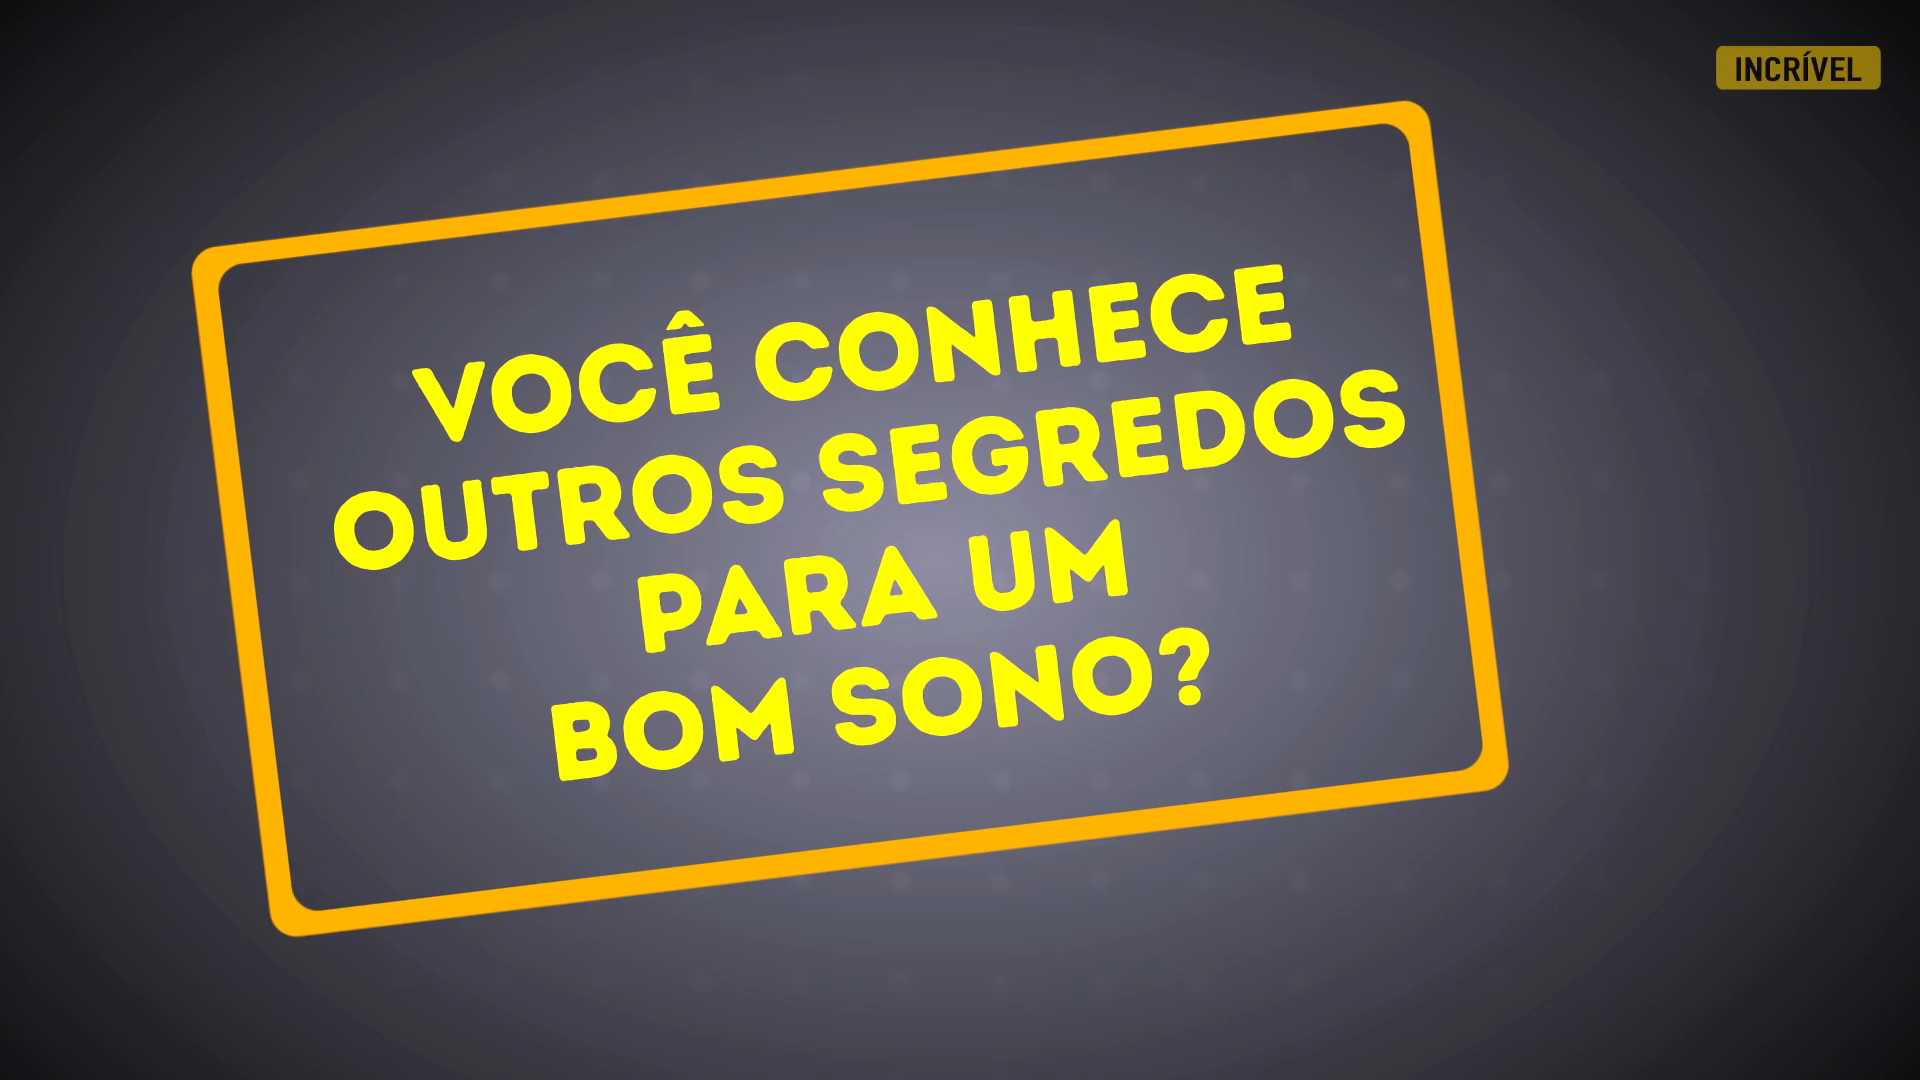 INCRÍVEL
VOCÊ CONHECE
OUTROS SEGREDOS
PARA UM
BOM SONO?